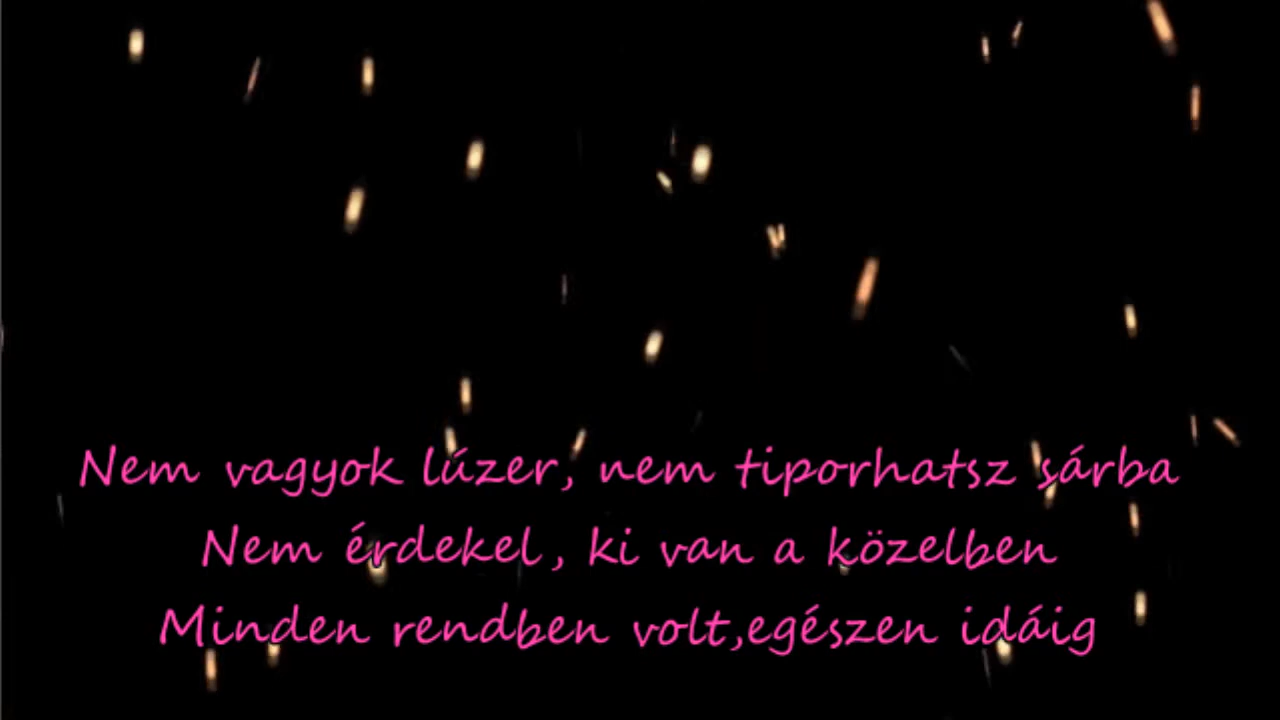 Nem vagyok lúzer, nem tiporhatsz sárba
Nem érdekel, ki van a közelben
Minden rendben volt,egészen idáig